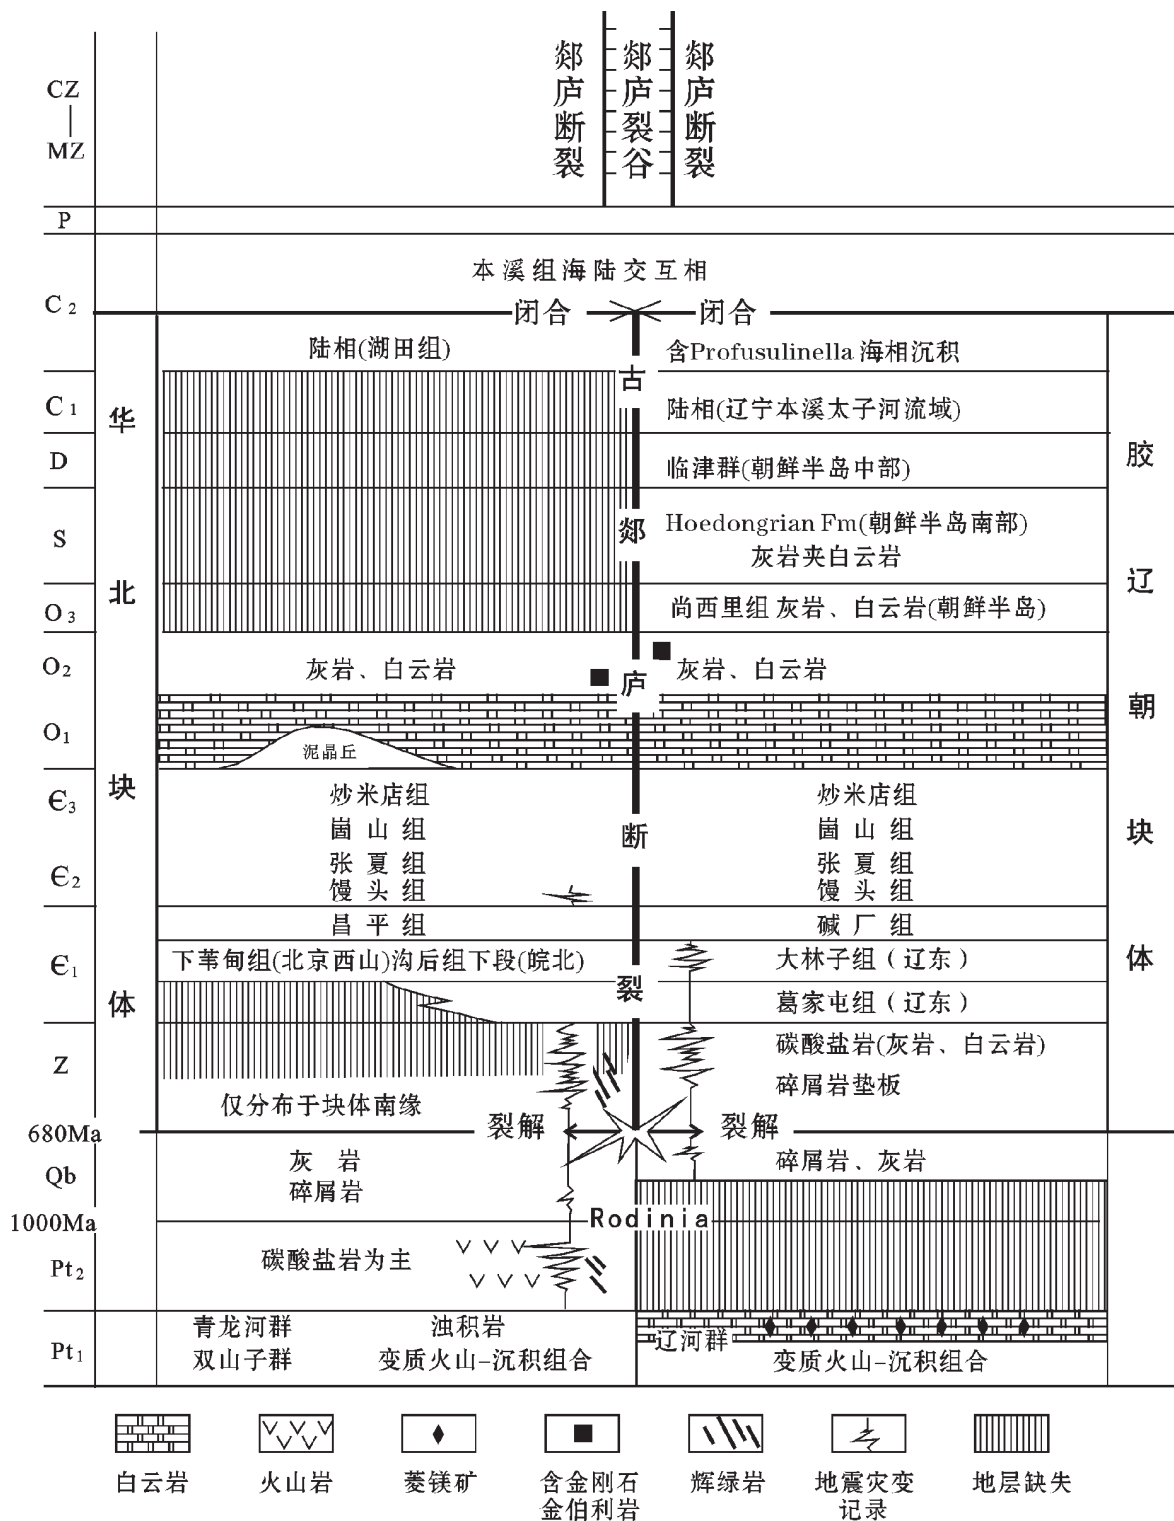 CZ
MZ
郯庐断裂
郯庐裂谷
郯庐断裂
P
C2
本溪组海陆交互相
闭合
闭合
陆相(湖田组)
含Profusulinella 海相沉积
C1
陆相(辽宁本溪太子河流域)
D
临津群(朝鲜半岛中部)
S
Hoedongrian Fm(朝鲜半岛南部)
灰岩夹白云岩
O3
尚西里组 灰岩、白云岩(朝鲜半岛)
O2
灰岩、白云岩
灰岩、白云岩
O1
泥晶丘
华北块体
古郯庐断裂
胶辽朝块体
Є3
炒米店组
炒米店组
崮山组
崮山组
Є2
张夏组
张夏组
馒头组
馒头组
昌平组
碱厂组
Є1
下苇甸组(北京西山)沟后组下段(皖北)
大林子组(辽东)
葛家屯组(辽东)
Z
碳酸盐岩(灰岩、白云岩)
碎屑岩垫板
仅分布于块体南缘
680Ma
裂解
裂解
Qb
灰岩
碎屑岩
碎屑岩、灰岩
1000Ma
Rodinia
Pt2
碳酸盐岩为主
Pt1
青龙河群
浊积岩
辽河群
双山子群
变质火山-沉积组合
变质火山-沉积组合
白云岩
火山岩
菱镁矿
含金刚石
金伯利岩
辉绿岩
地震灾变
记录
地层缺失